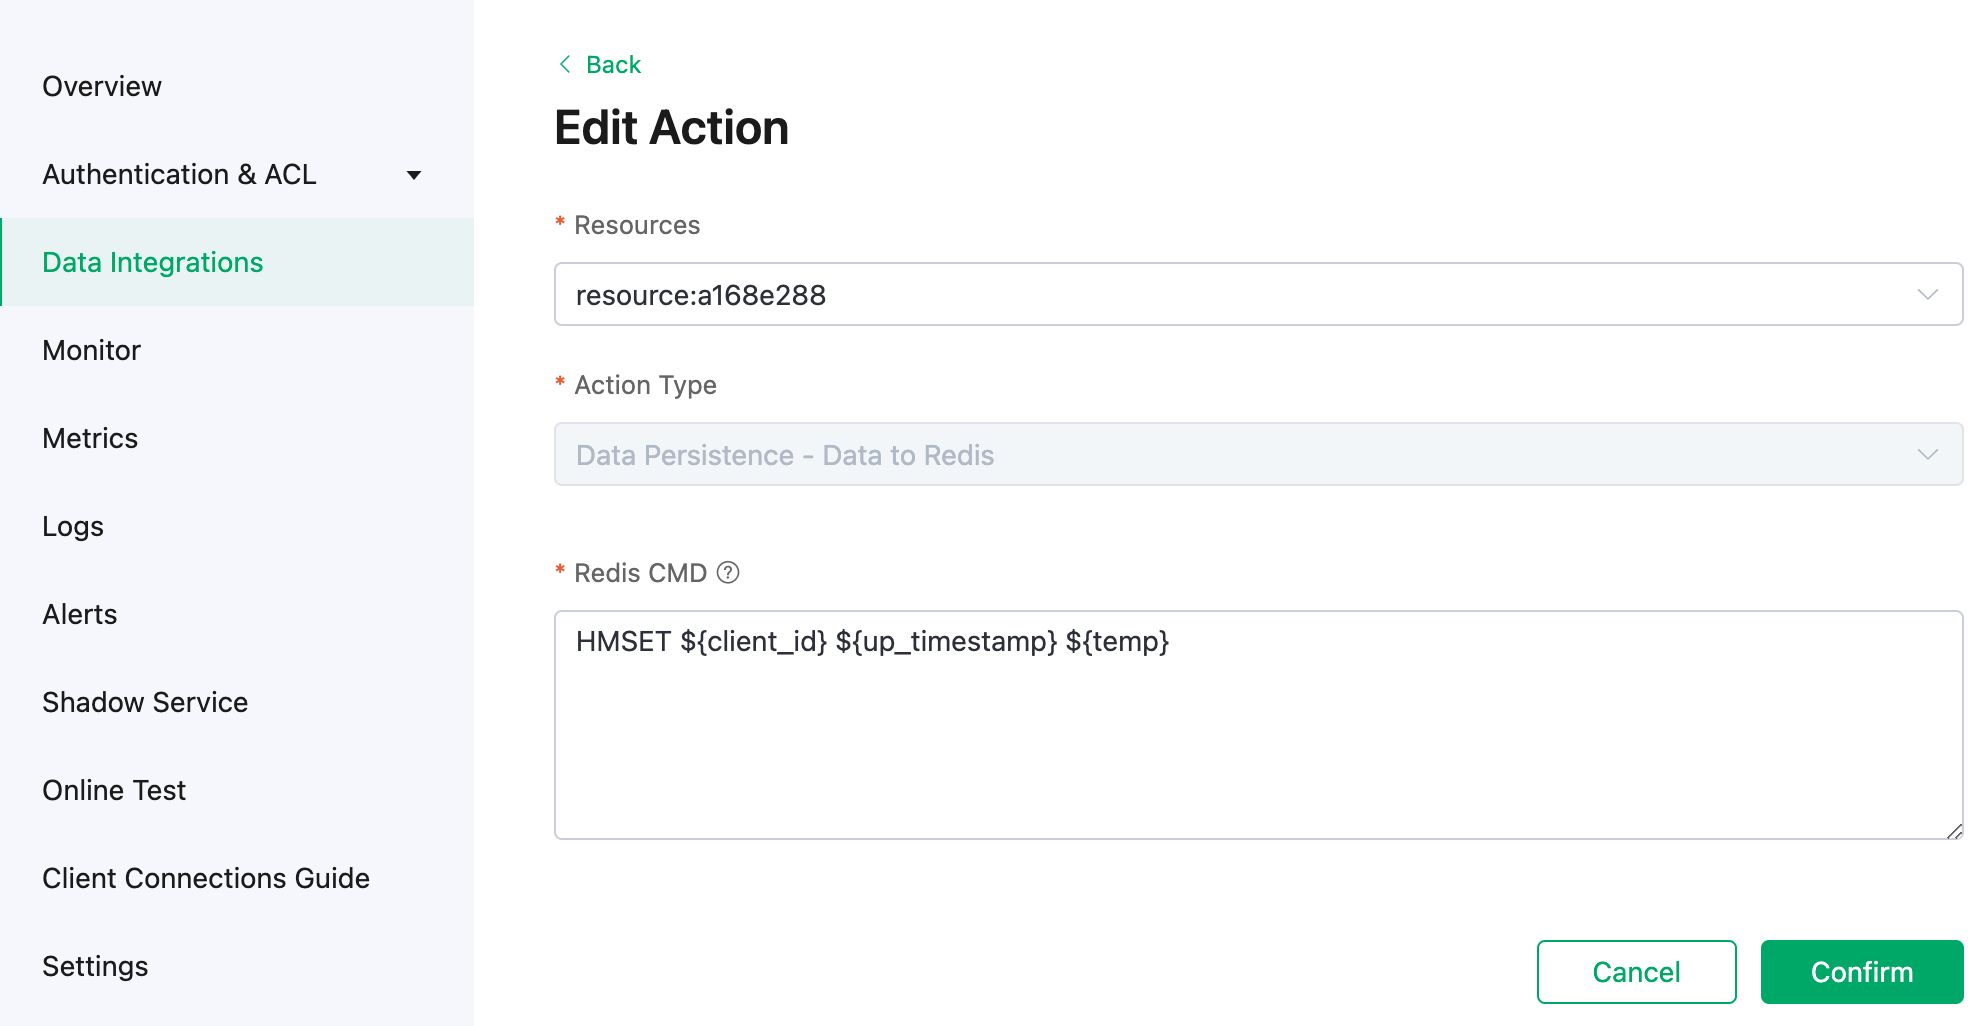 Overview
Authentication & ACL
Data Integrations
Monitor
Metrics
Logs
Alerts
Shadow Service
Online Test
Client Connections Guide
Settings
Back
Edit Action
* Resources
resource:a168e288
* Action Type
Data Persistence - Data to Redis
* Redis CMD ?
HMSET ${client_id} ${up_timestamp} ${temp}
Cancel
Confirm